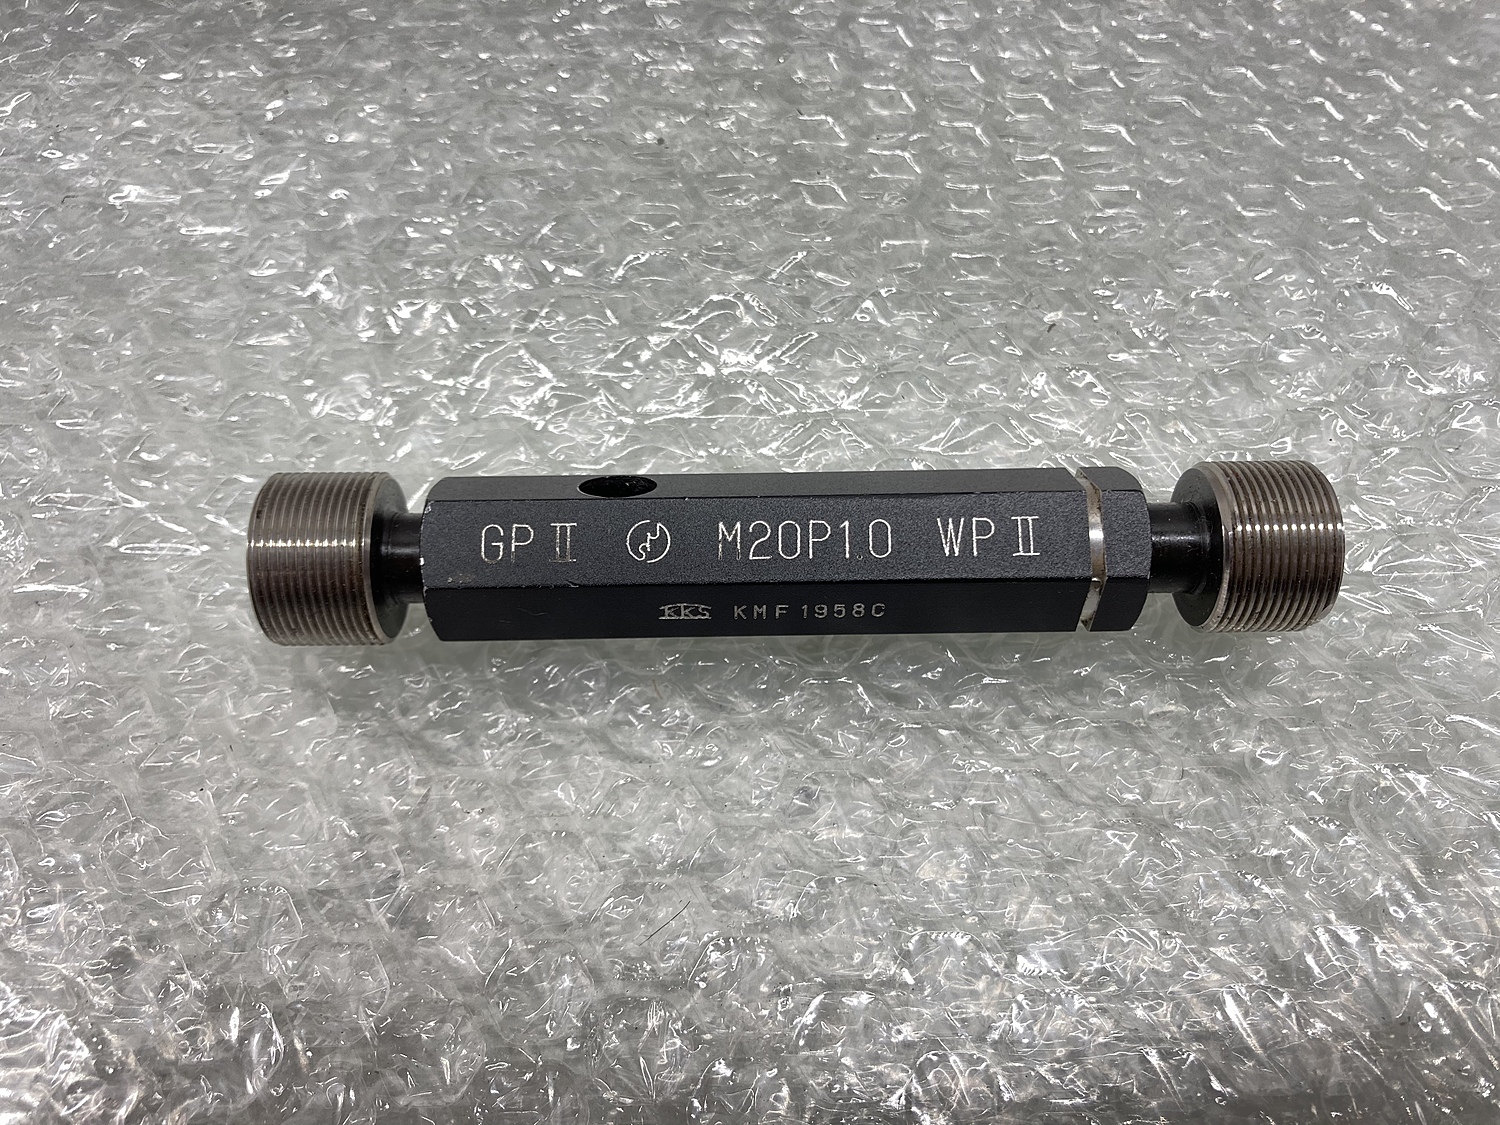 GP Ⅱ M20P1.0 WP Ⅱ
KKS KMF1958C